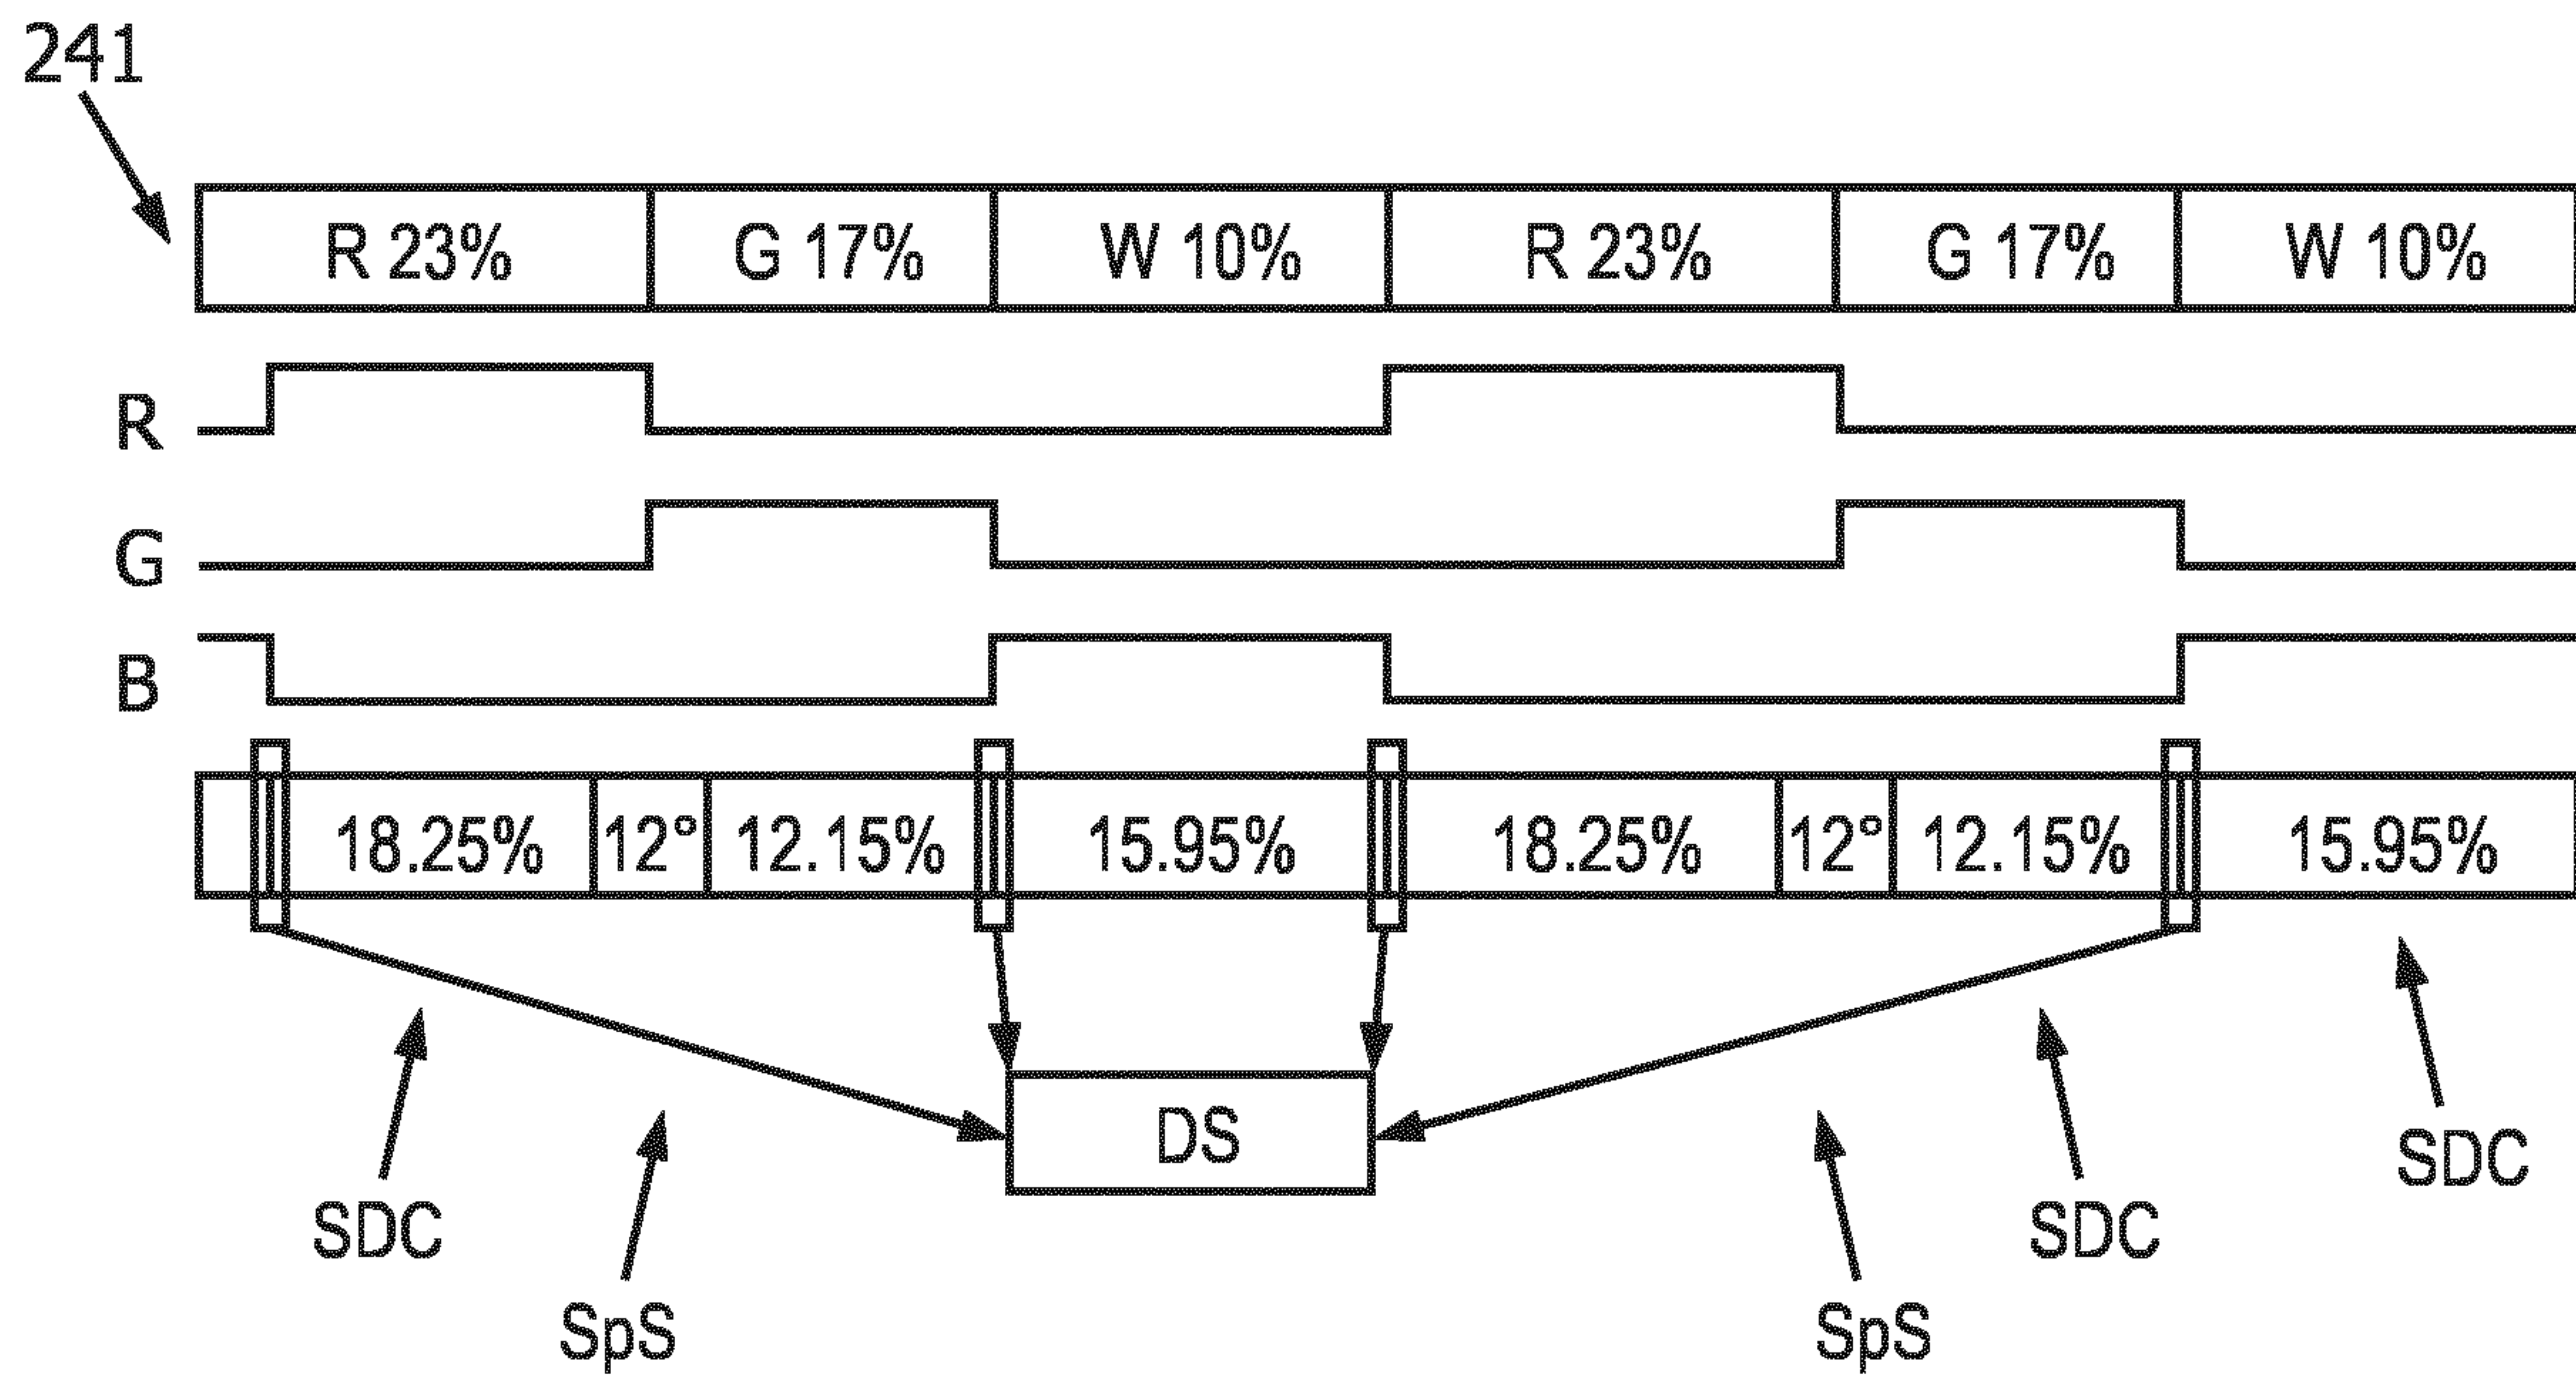 241
R 23% G 17% W 10% R 23% G 17% W 10%
R
G
B
18.25% 12° 12.15% 15.95% 18.25% 12° 12.15% 15.95%
DS
SDC SDC SDC
SpS SpS